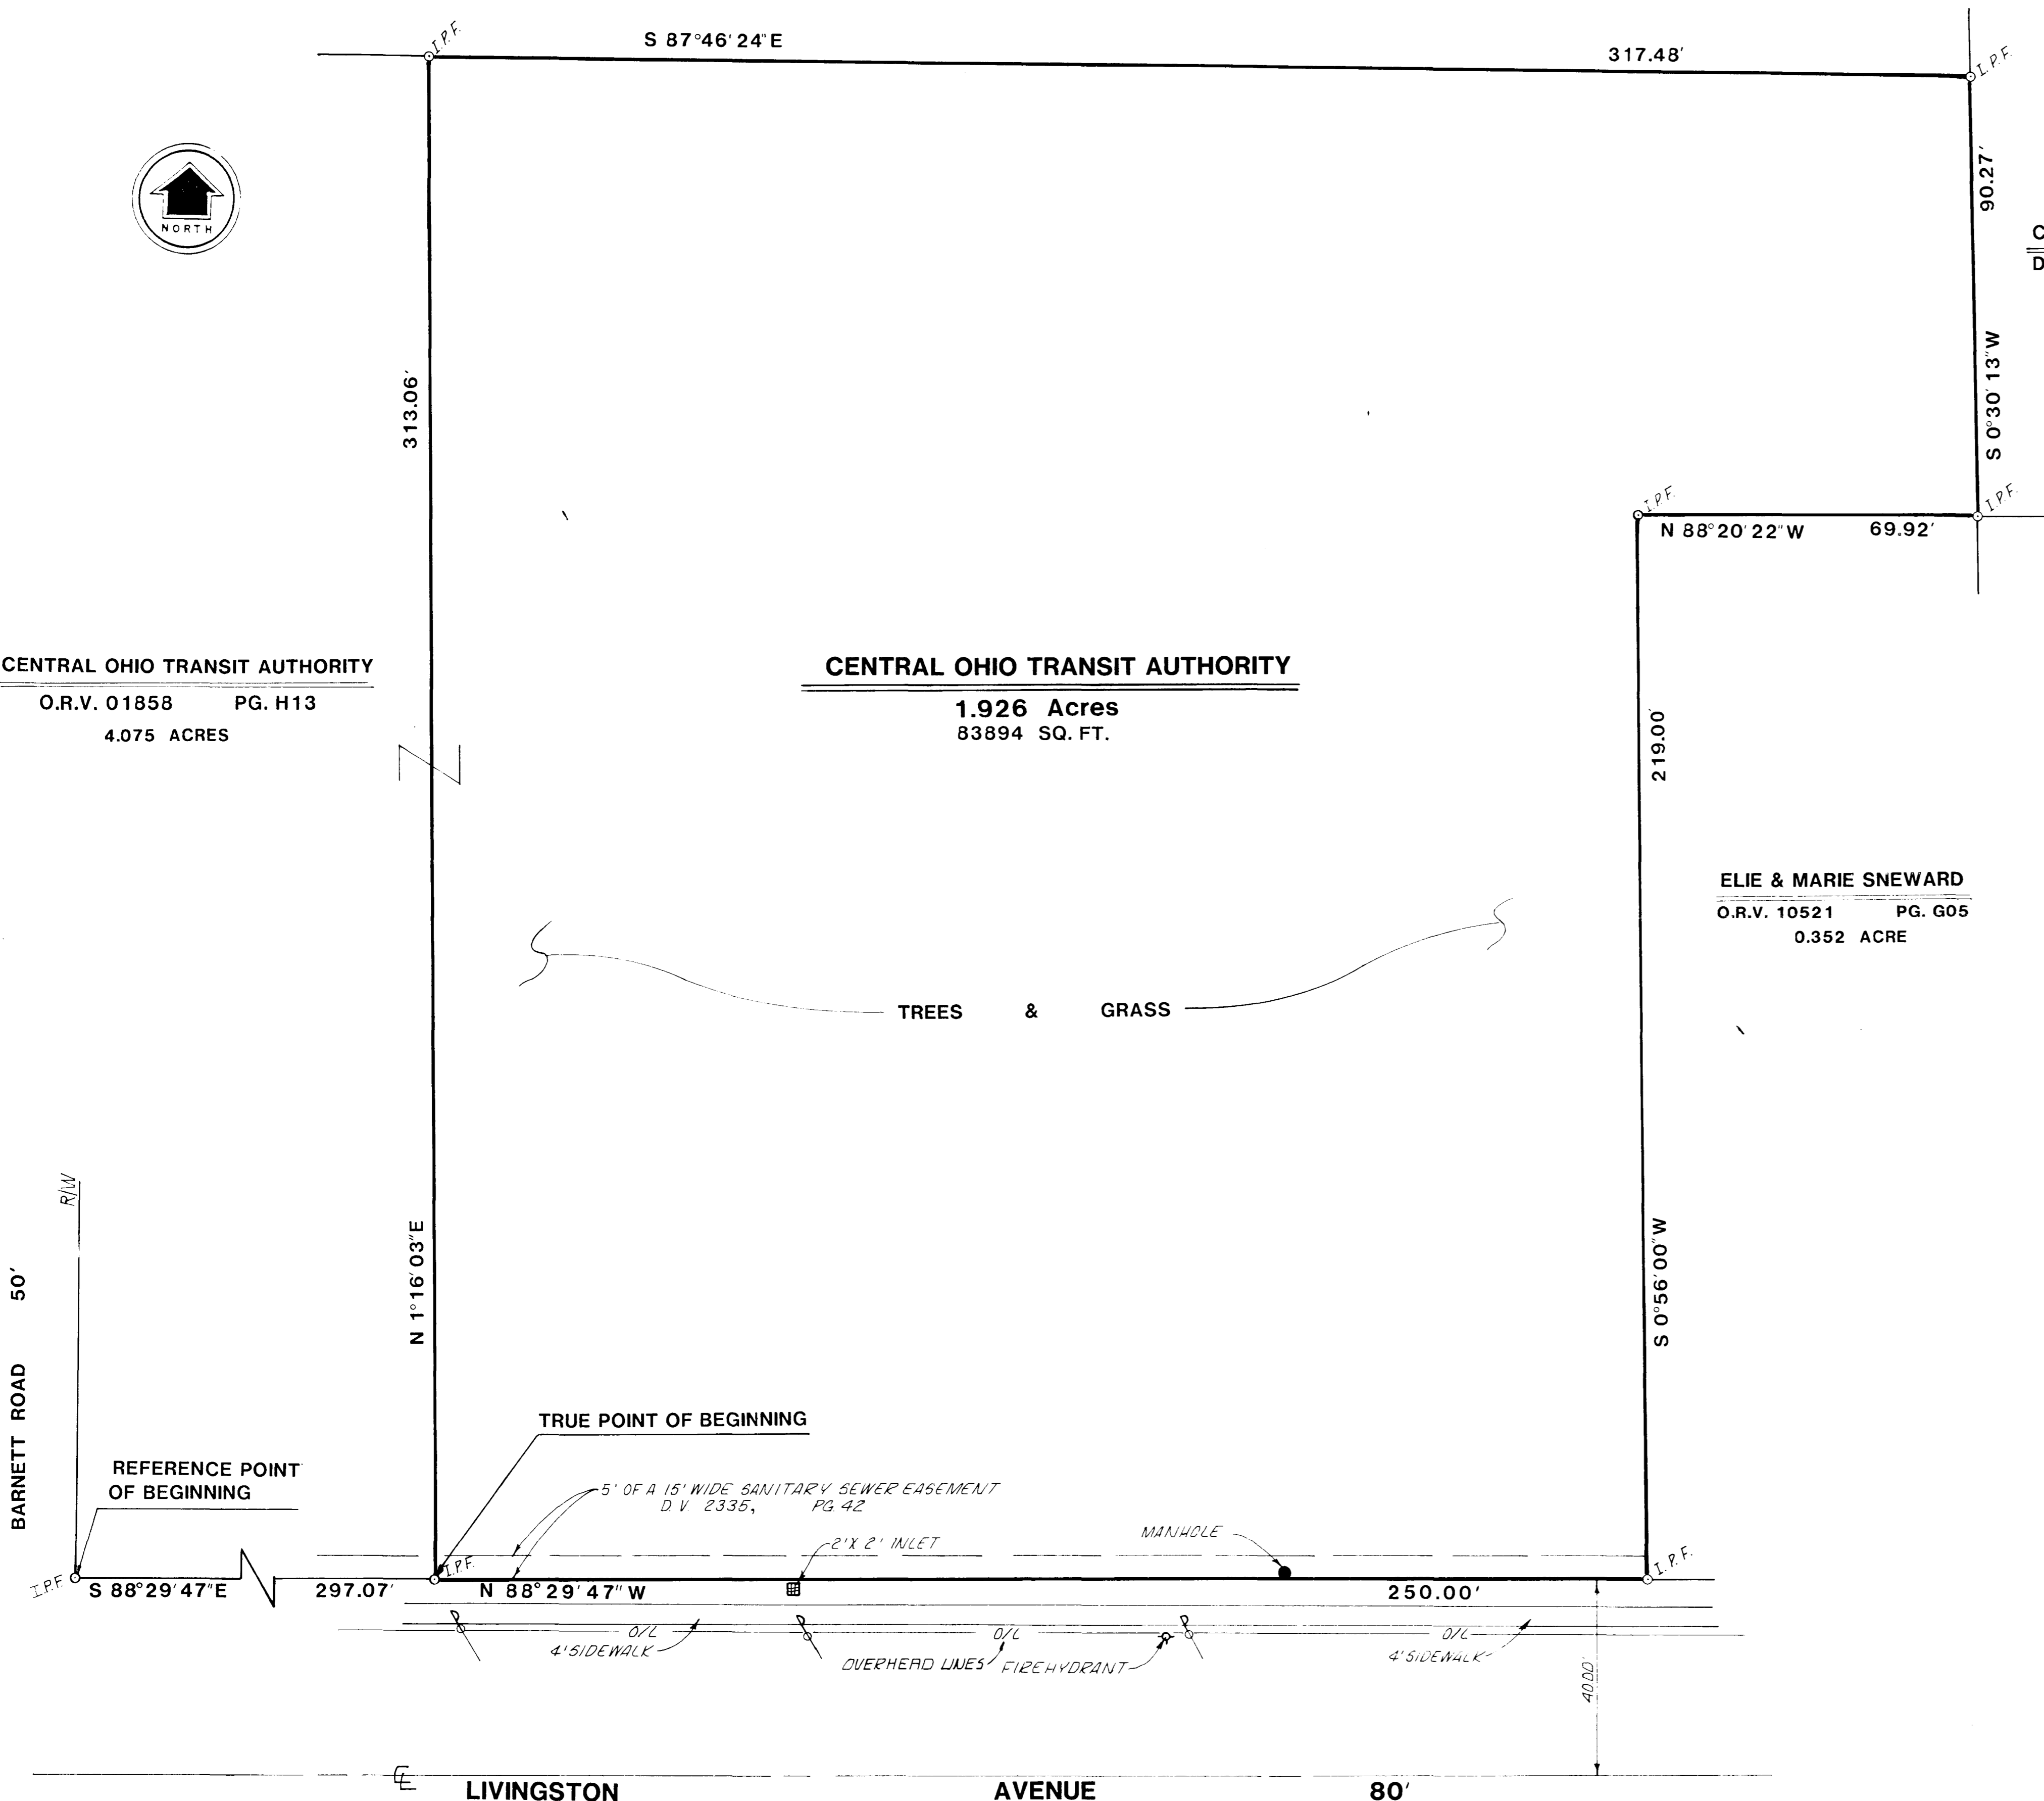 I.P.F.
S 87°46'24"E
317.48'
I.P.F.
NORTH
90.27'
C
D
S 0°30'13"W
313.06'
I.P.F.
I.P.F.
N 88°20'22"W 69.92'
CENTRAL OHIO TRANSIT AUTHORITY
O.R.V. 01858 PG. H13
4.075 ACRES
CENTRAL OHIO TRANSIT AUTHORITY
1.926 Acres
83894 SQ. FT.
219.00'
ELIE & MARIE SNEWARD
O.R.V. 10521 PG. G05
0.352 ACRE
TREES & GRASS
R/W
BARNETT ROAD 50'
N 1°16'03"E
S 0°56'00"W
TRUE POINT OF BEGINNING
REFERENCE POINT
OF BEGINNING
5' OF A 15' WIDE SANITARY SEWER EASEMENT
D.V. 2335, PG. 42
2' X 2' INLET
MANHOLE
I.P.F.
I.P.F.
I.P.F.
S 88°29'47"E 297.07'
N 88°29'47"W 250.00'
O/L
O/L
O/L
4' SIDEWALK
OVERHEAD LINES
FIRE HYDRANT
4' SIDEWALK
40.00'
℄ LIVINGSTON AVENUE 80'